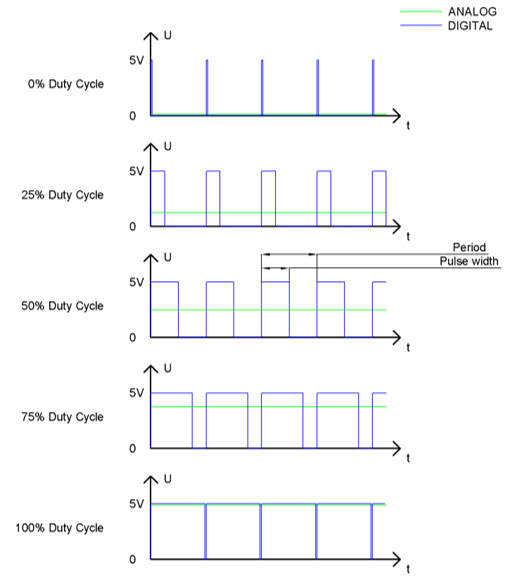 ANALOG
DIGITAL
U
5V
0% Duty Cycle
0
t
U
5V
25% Duty Cycle
0
t
U
Period
Pulse width
5V
50% Duty Cycle
0
t
U
5V
75% Duty Cycle
0
t
U
5V
100% Duty Cycle
0
t